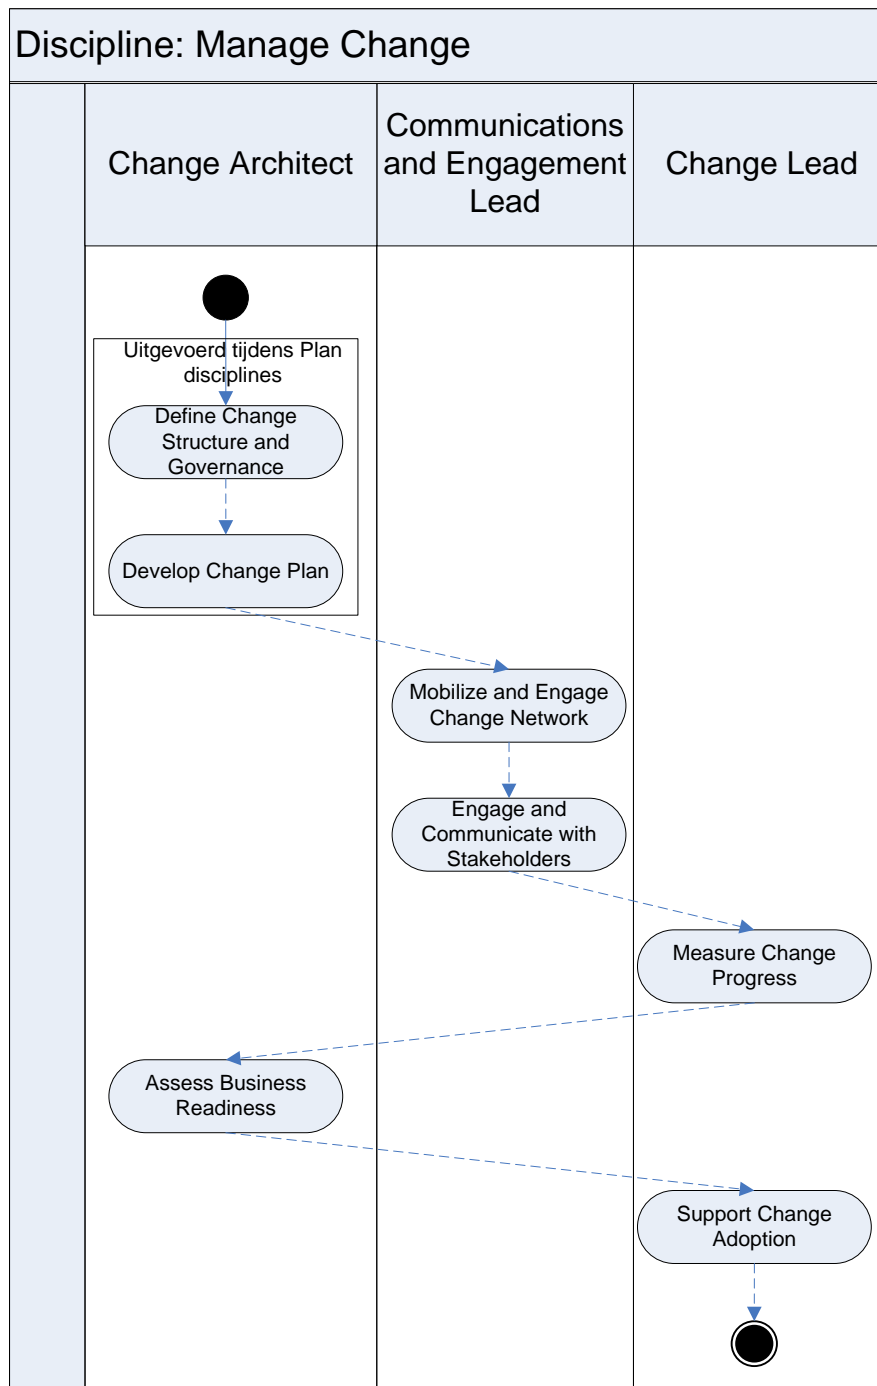 Discipline: Manage Change
Change Architect
Communications
and Engagement
Lead
Change Lead
Uitgevoerd tijdens Plan
disciplines
Define Change
Structure and
Governance
Develop Change Plan
Mobilize and Engage
Change Network
Engage and
Communicate with
Stakeholders
Measure Change
Progress
Assess Business
Readiness
Support Change
Adoption